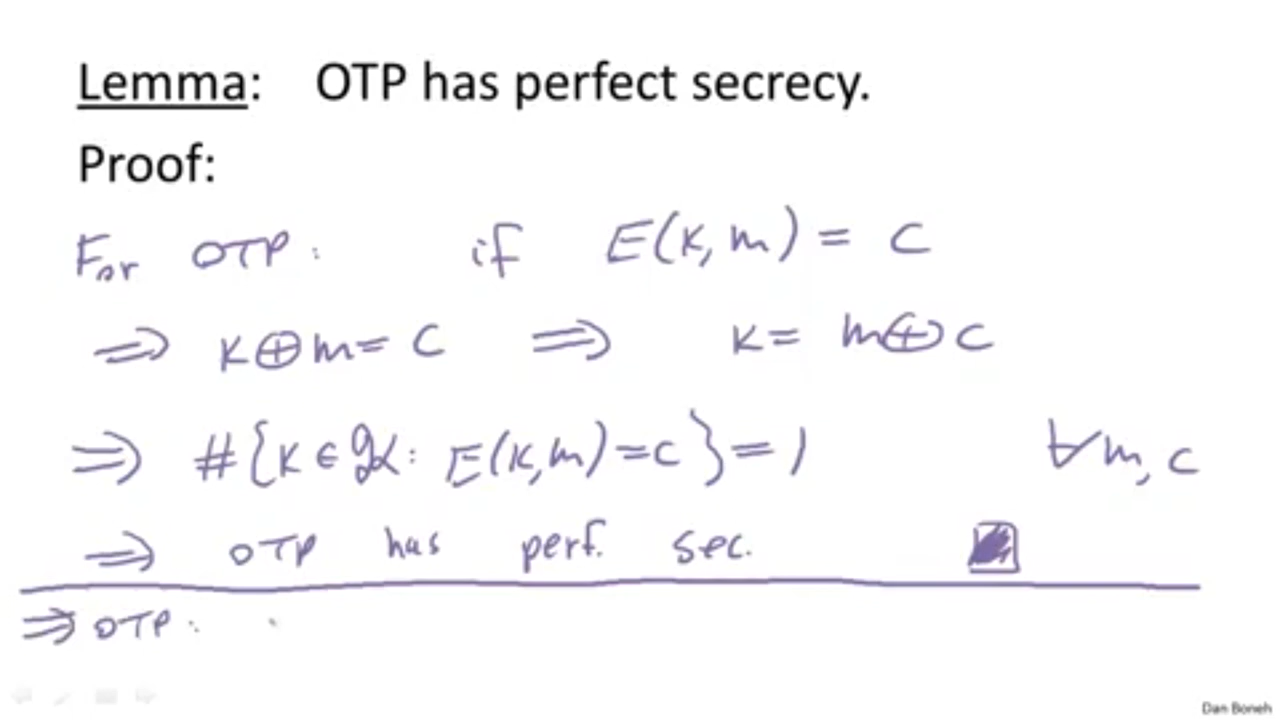 Lemma: OTP has perfect secrecy.
Proof:
For OTP: if E(k,m) = c
⇒ k⊕m = c ⇒ k = m⊕c
⇒ #{k∈𝒦: E(k,m)=c} = 1 ∀m,c
⇒ OTP has perf. sec.
⇒ OTP:
Dan Boneh